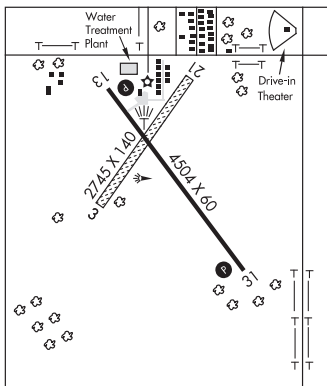 Water
Treatment
Plant
Drive-in
Theater
13
21
P
2745 X 140
4504 X 60
3
P
31